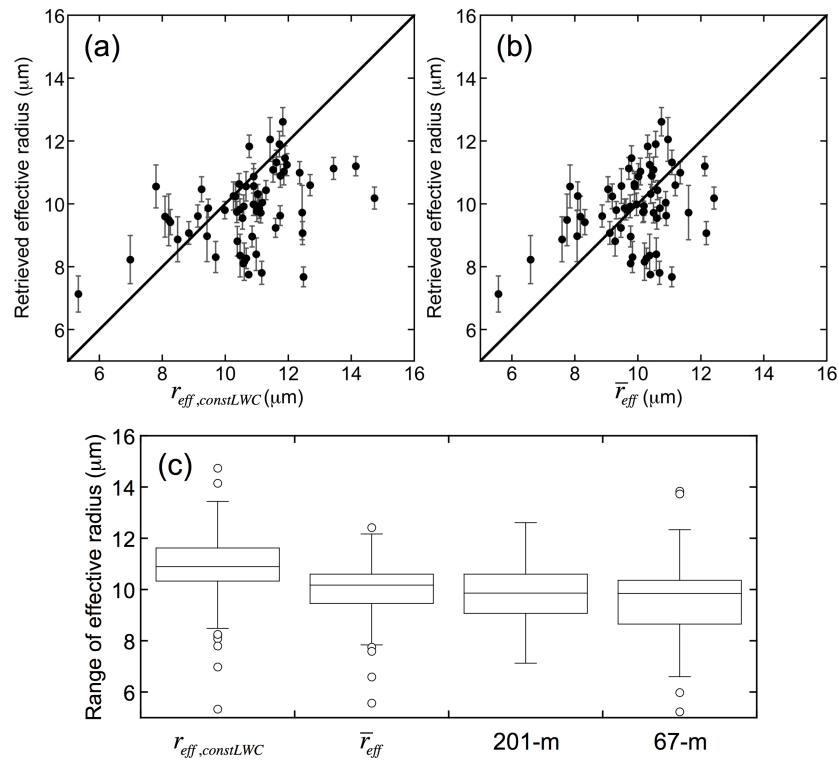 (a)
Retrieved effective radius (μm)
16
14
12
10
8
6
6 8 10 12 14 16
r_eff,constLWC (μm)
(b)
Retrieved effective radius (μm)
16
14
12
10
8
6
6 8 10 12 14 16
r̅_eff (μm)
(c)
Range of effective radius (μm)
16
14
12
10
8
6
r_eff,constLWC r̅_eff 201-m 67-m